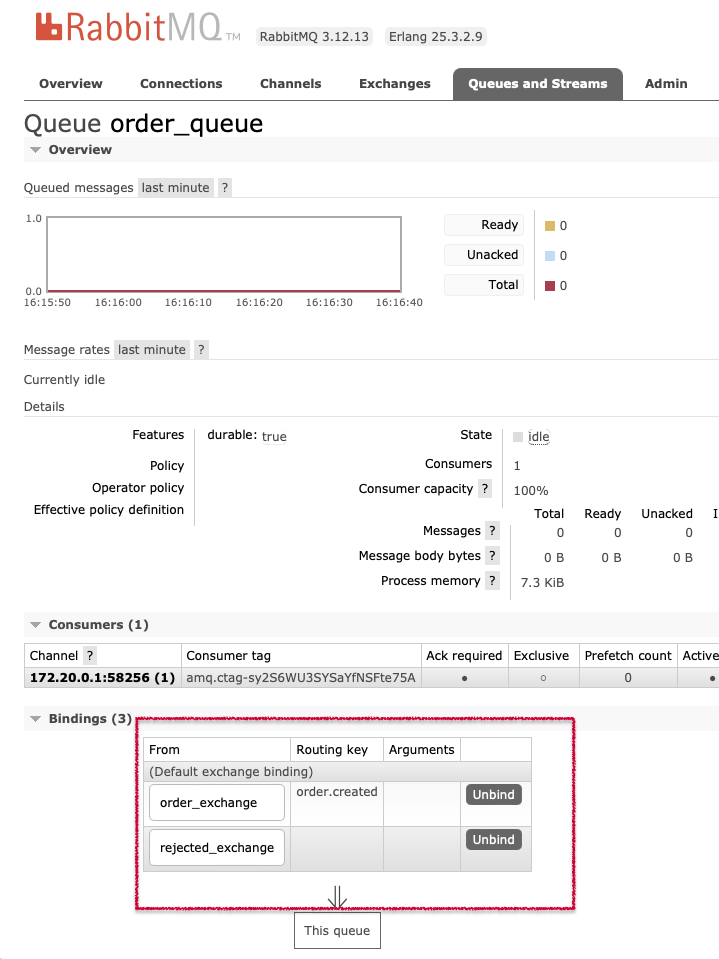 RabbitMQ TM RabbitMQ 3.12.13 Erlang 25.3.2.9
Overview Connections Channels Exchanges Queues and Streams Admin
Queue order_queue
Overview
Queued messages last minute ?
1.0
0.0
16:15:50 16:16:00 16:16:10 16:16:20 16:16:30 16:16:40
Ready 0
Unacked 0
Total 0
Message rates last minute ?
Currently idle
Details
Features durable: true
Policy
Operator policy
Effective policy definition
State idle
Consumers 1
Consumer capacity ? 100%
Total Ready Unacked I
Messages ? 0 0 0
Message body bytes ? 0 B 0 B 0 B
Process memory ? 7.3 KiB
Consumers (1)
Channel ? Consumer tag Ack required Exclusive Prefetch count Active
172.20.0.1:58256 (1) amq.ctag-sy2S6WU3SYSaYfNSFte75A ● ○ 0 ●
Bindings (3)
From Routing key Arguments
(Default exchange binding)
order_exchange order.created Unbind
rejected_exchange Unbind
⇓
This queue